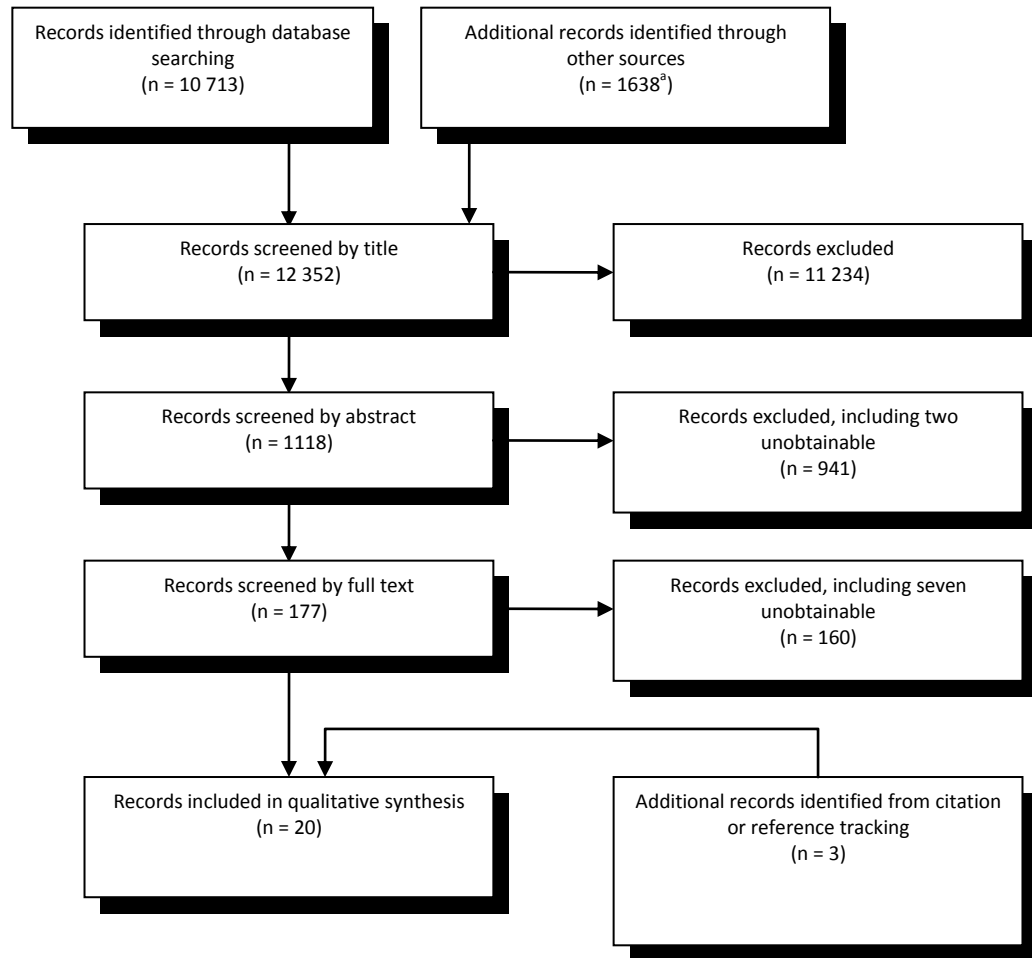 Records identified through database
searching
(n = 10 713)
Additional records identified through
other sources
(n = 1638ª)
Records screened by title
(n = 12 352)
Records excluded
(n = 11 234)
Records screened by abstract
(n = 1118)
Records excluded, including two
unobtainable
(n = 941)
Records screened by full text
(n = 177)
Records excluded, including seven
unobtainable
(n = 160)
Records included in qualitative synthesis
(n = 20)
Additional records identified from citation
or reference tracking
(n = 3)